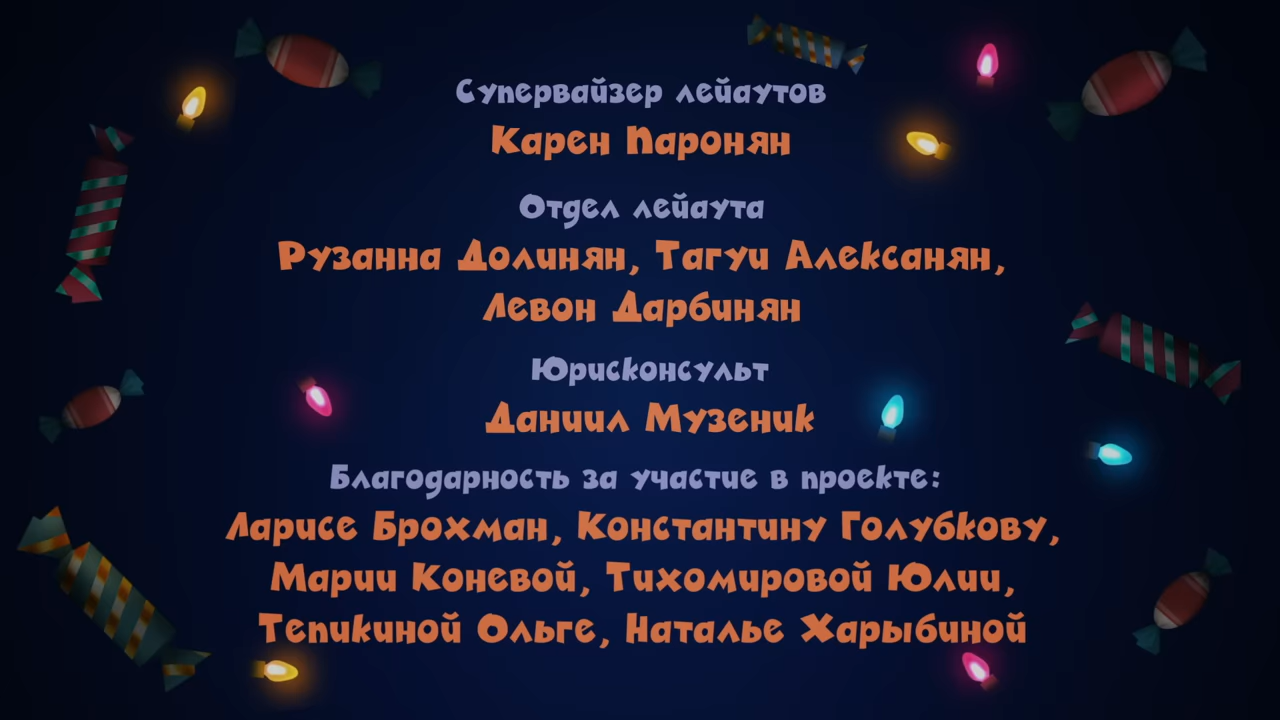 Супервайзер лейаутов
Карен Паронян
Отдел лейаута
Рузанна Долинян, Тагуи Алексанян,
Левон Дарбинян
Юрисконсульт
Даниил Музеник
Благодарность за участие в проекте:
Ларисе Брохман, Константину Голубкову,
Марии Коневой, Тихомировой Юлии,
Тепикиной Ольге, Наталье Харыбиной